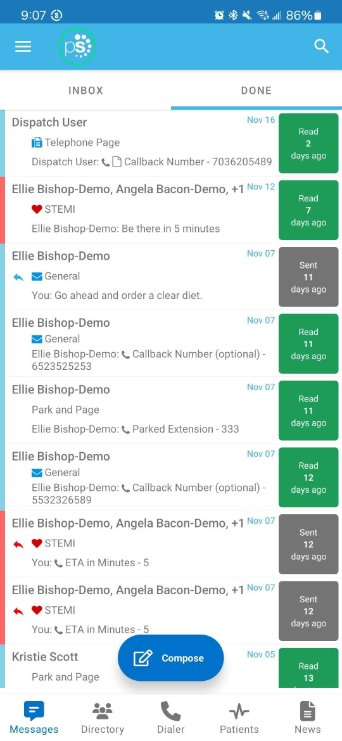 9:07 86%
ps
INBOX DONE
Dispatch User Nov 16
Telephone Page
Dispatch User: Callback Number - 7036205489
Read
2
days ago
Ellie Bishop-Demo, Angela Bacon-Demo, +1 Nov 12
STEMI
Ellie Bishop-Demo: Be there in 5 minutes
Read
7
days ago
Ellie Bishop-Demo Nov 07
General
You: Go ahead and order a clear diet.
Sent
11
days ago
Ellie Bishop-Demo Nov 07
General
Ellie Bishop-Demo: Callback Number (optional) -
6523525253
Read
11
days ago
Ellie Bishop-Demo Nov 07
Park and Page
Ellie Bishop-Demo: Parked Extension - 333
Read
11
days ago
Ellie Bishop-Demo Nov 07
General
Ellie Bishop-Demo: Callback Number (optional) -
5532326589
Read
12
days ago
Ellie Bishop-Demo, Angela Bacon-Demo, +1 Nov 07
STEMI
You: ETA in Minutes - 5
Sent
12
days ago
Ellie Bishop-Demo, Angela Bacon-Demo, +1 Nov 07
STEMI
You: ETA in Minutes - 5
Sent
12
days ago
Kristie Scott Nov 05
Park and Page
Read
13
Compose
Messages Directory Dialer Patients News